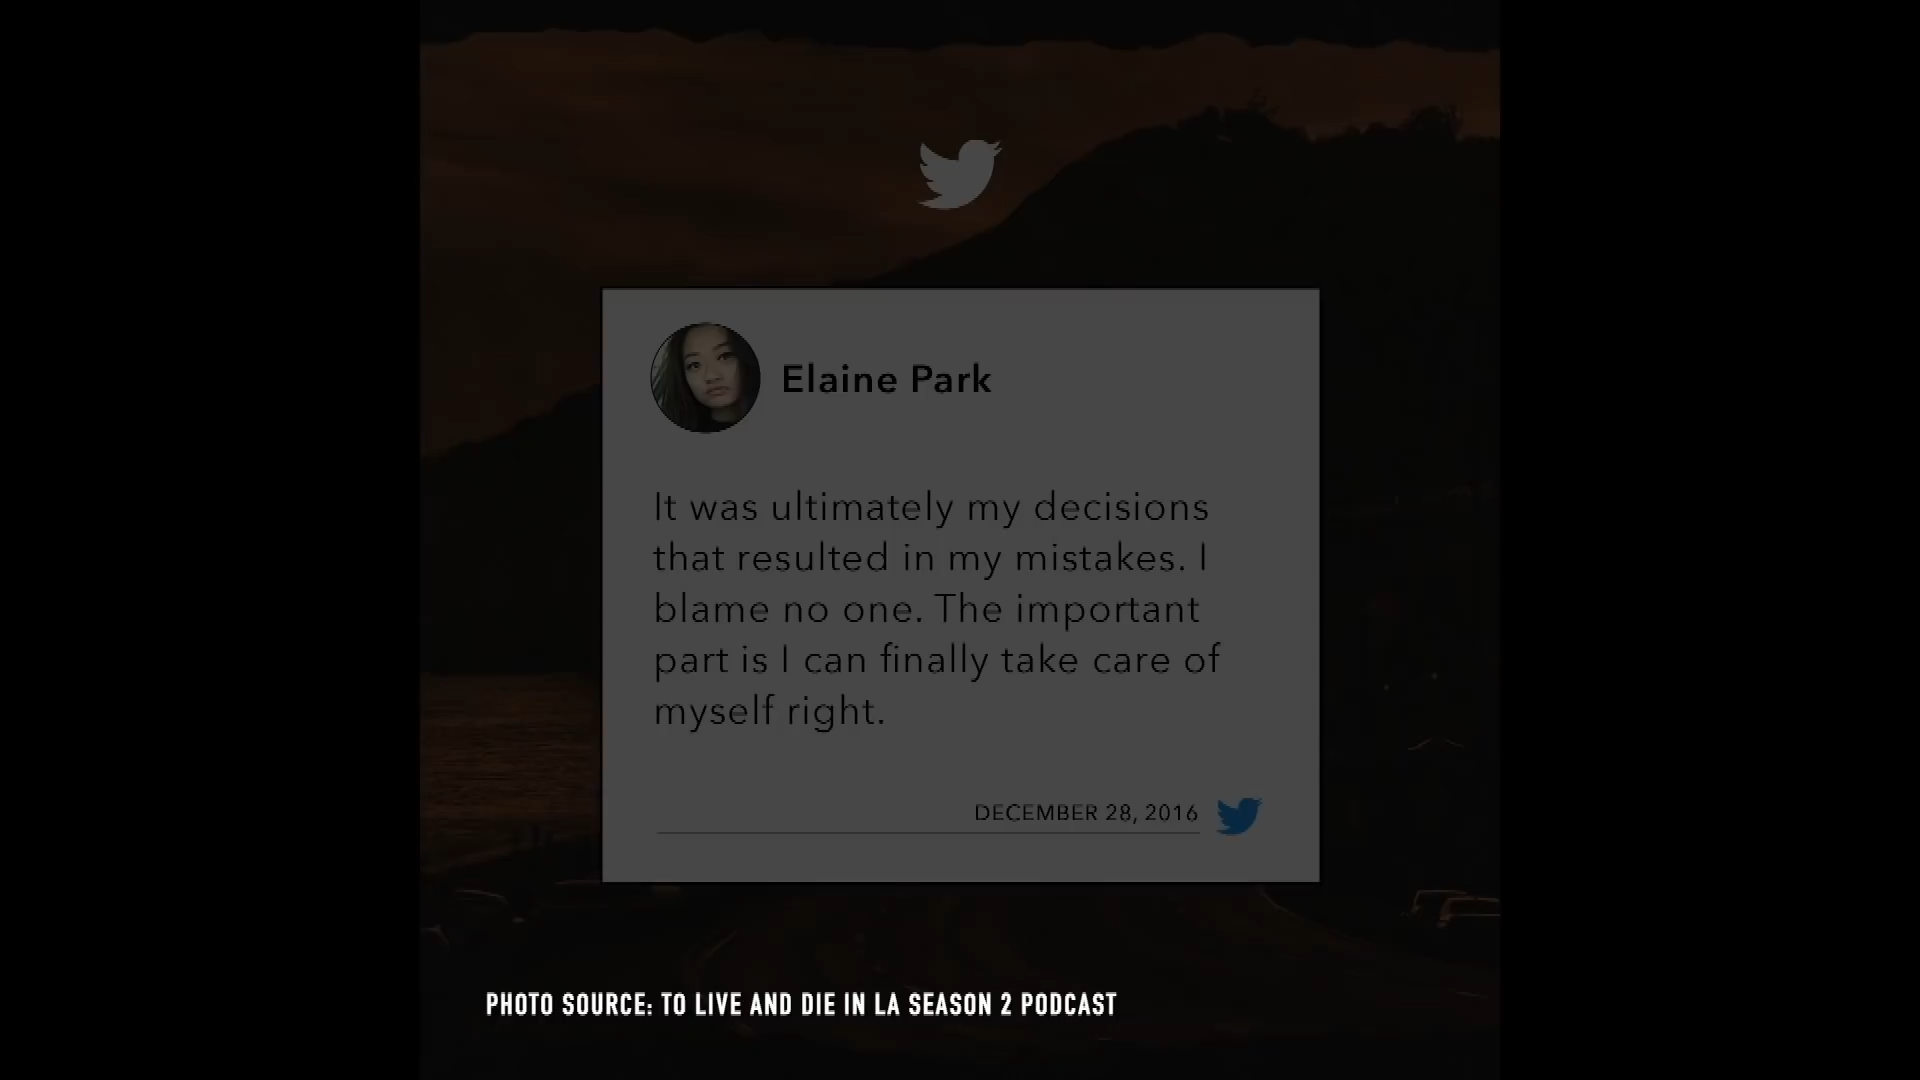 Elaine Park
It was ultimately my decisions
that resulted in my mistakes. I
blame no one. The important
part is I can finally take care of
myself right.
DECEMBER 28, 2016
PHOTO SOURCE: TO LIVE AND DIE IN LA SEASON 2 PODCAST